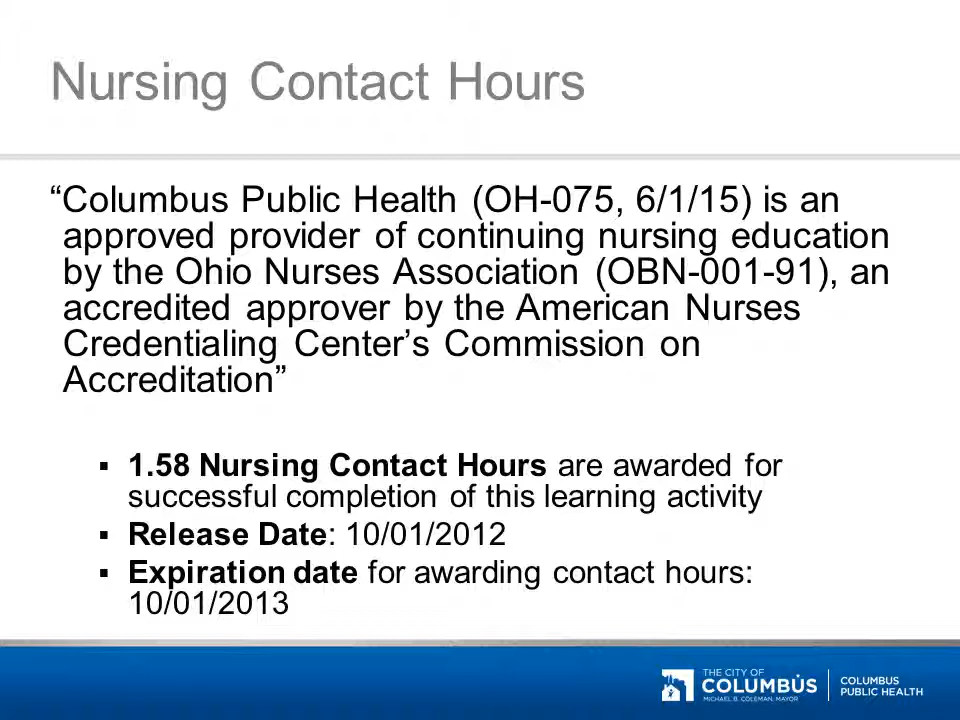 Nursing Contact Hours
“Columbus Public Health (OH-075, 6/1/15) is an
approved provider of continuing nursing education
by the Ohio Nurses Association (OBN-001-91), an
accredited approver by the American Nurses
Credentialing Center’s Commission on
Accreditation”
▪ 1.58 Nursing Contact Hours are awarded for
successful completion of this learning activity
▪ Release Date: 10/01/2012
▪ Expiration date for awarding contact hours:
10/01/2013
THE CITY OF
COLUMBUS
MICHAEL B. COLEMAN, MAYOR
COLUMBUS
PUBLIC HEALTH